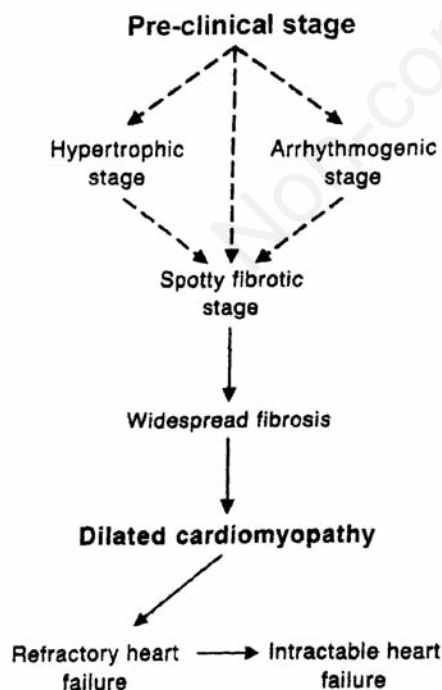 Pre-clinical stage
Hypertrophic
stage
Arrhythmogenic
stage
Spotty fibrotic
stage
Widespread fibrosis
Dilated cardiomyopathy
Refractory heart
failure
Intractable heart
failure